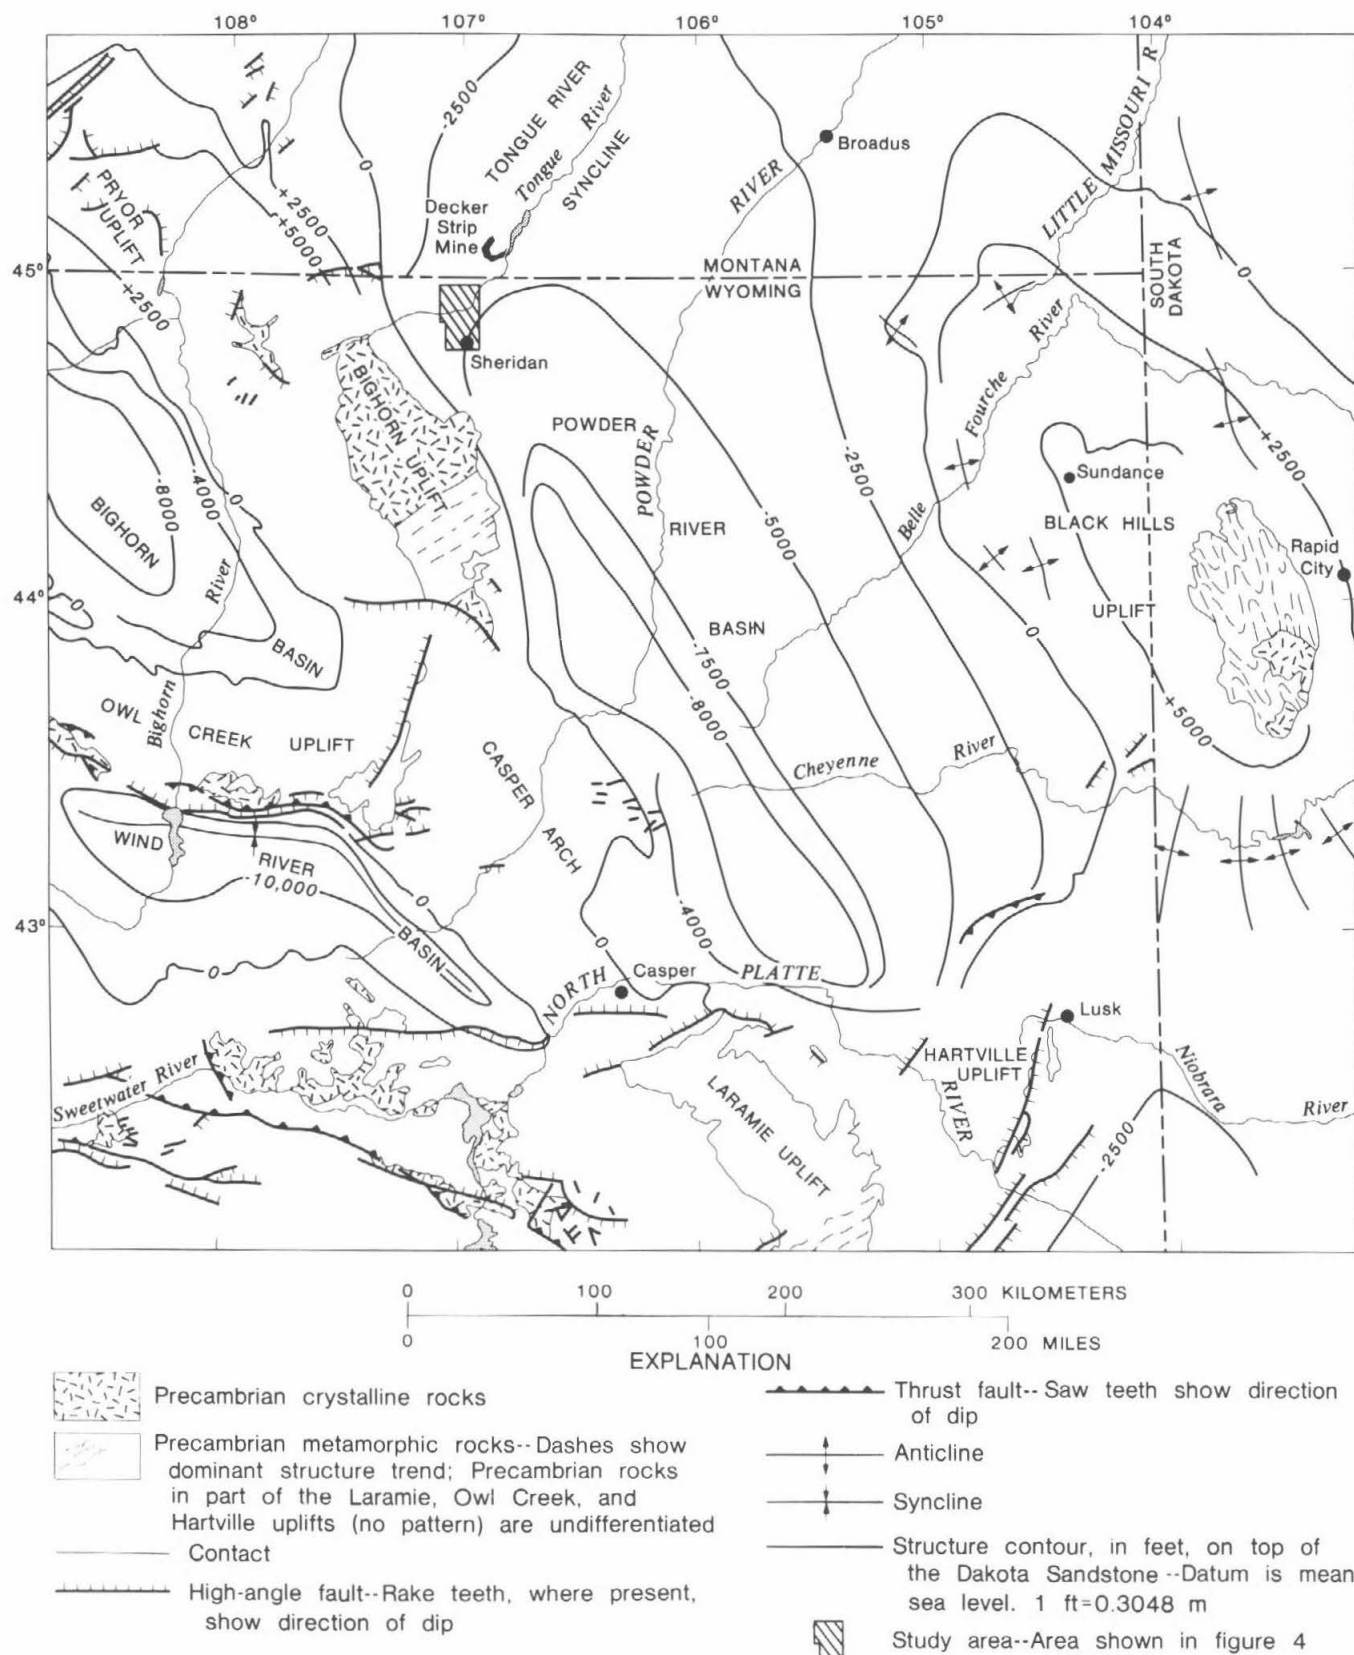 108°
107°
106°
105°
104°
LITTLE MISSOURI R
-2500
TONGUE RIVER
SYNCLINE
Tongue River
Broadus
0
RIVER
PRYOR
UPLIFT
+2500
+5000
Decker
Strip
Mine
45°
MONTANA
WYOMING
SOUTH
DAKOTA
0
+2500
River
Sheridan
BIGHORN
UPLIFT
Fourche
POWDER
POWDER
-2500
+2500
-4000
0
-8000
Sundance
BIGHORN
Belle
BLACK HILLS
-5000
RIVER
River
Rapid
City
44°
0
UPLIFT
BASIN
0
BASIN
-7500
-8000
+5000
OWL
CREEK
UPLIFT
Bighorn
CASPER
ARCH
Cheyenne
River
WIND
RIVER
-10,000
0
43°
BASIN
-4000
0
0
NORTH
Casper
PLATTE
Lusk
HARTVILLE
UPLIFT
Niobrara
River
Sweetwater River
LARAMIE UPLIFT
RIVER
-2500
0 100 200 300 KILOMETERS
0 100 200 MILES
EXPLANATION
Precambrian crystalline rocks
Precambrian metamorphic rocks--Dashes show
dominant structure trend; Precambrian rocks
in part of the Laramie, Owl Creek, and
Hartville uplifts (no pattern) are undifferentiated
Contact
High-angle fault--Rake teeth, where present,
show direction of dip
Thrust fault--Saw teeth show direction
of dip
Anticline
Syncline
Structure contour, in feet, on top of
the Dakota Sandstone--Datum is mean
sea level. 1 ft=0.3048 m
Study area--Area shown in figure 4